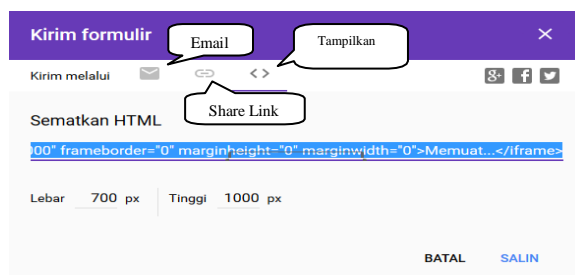 Kirim formulir
Email
Tampilkan
Kirim melalui
Share Link
Sematkan HTML
000" frameborder="0" marginheight="0" marginwidth="0">Memuat...</iframe>
Lebar 700 px Tinggi 1000 px
BATAL SALIN